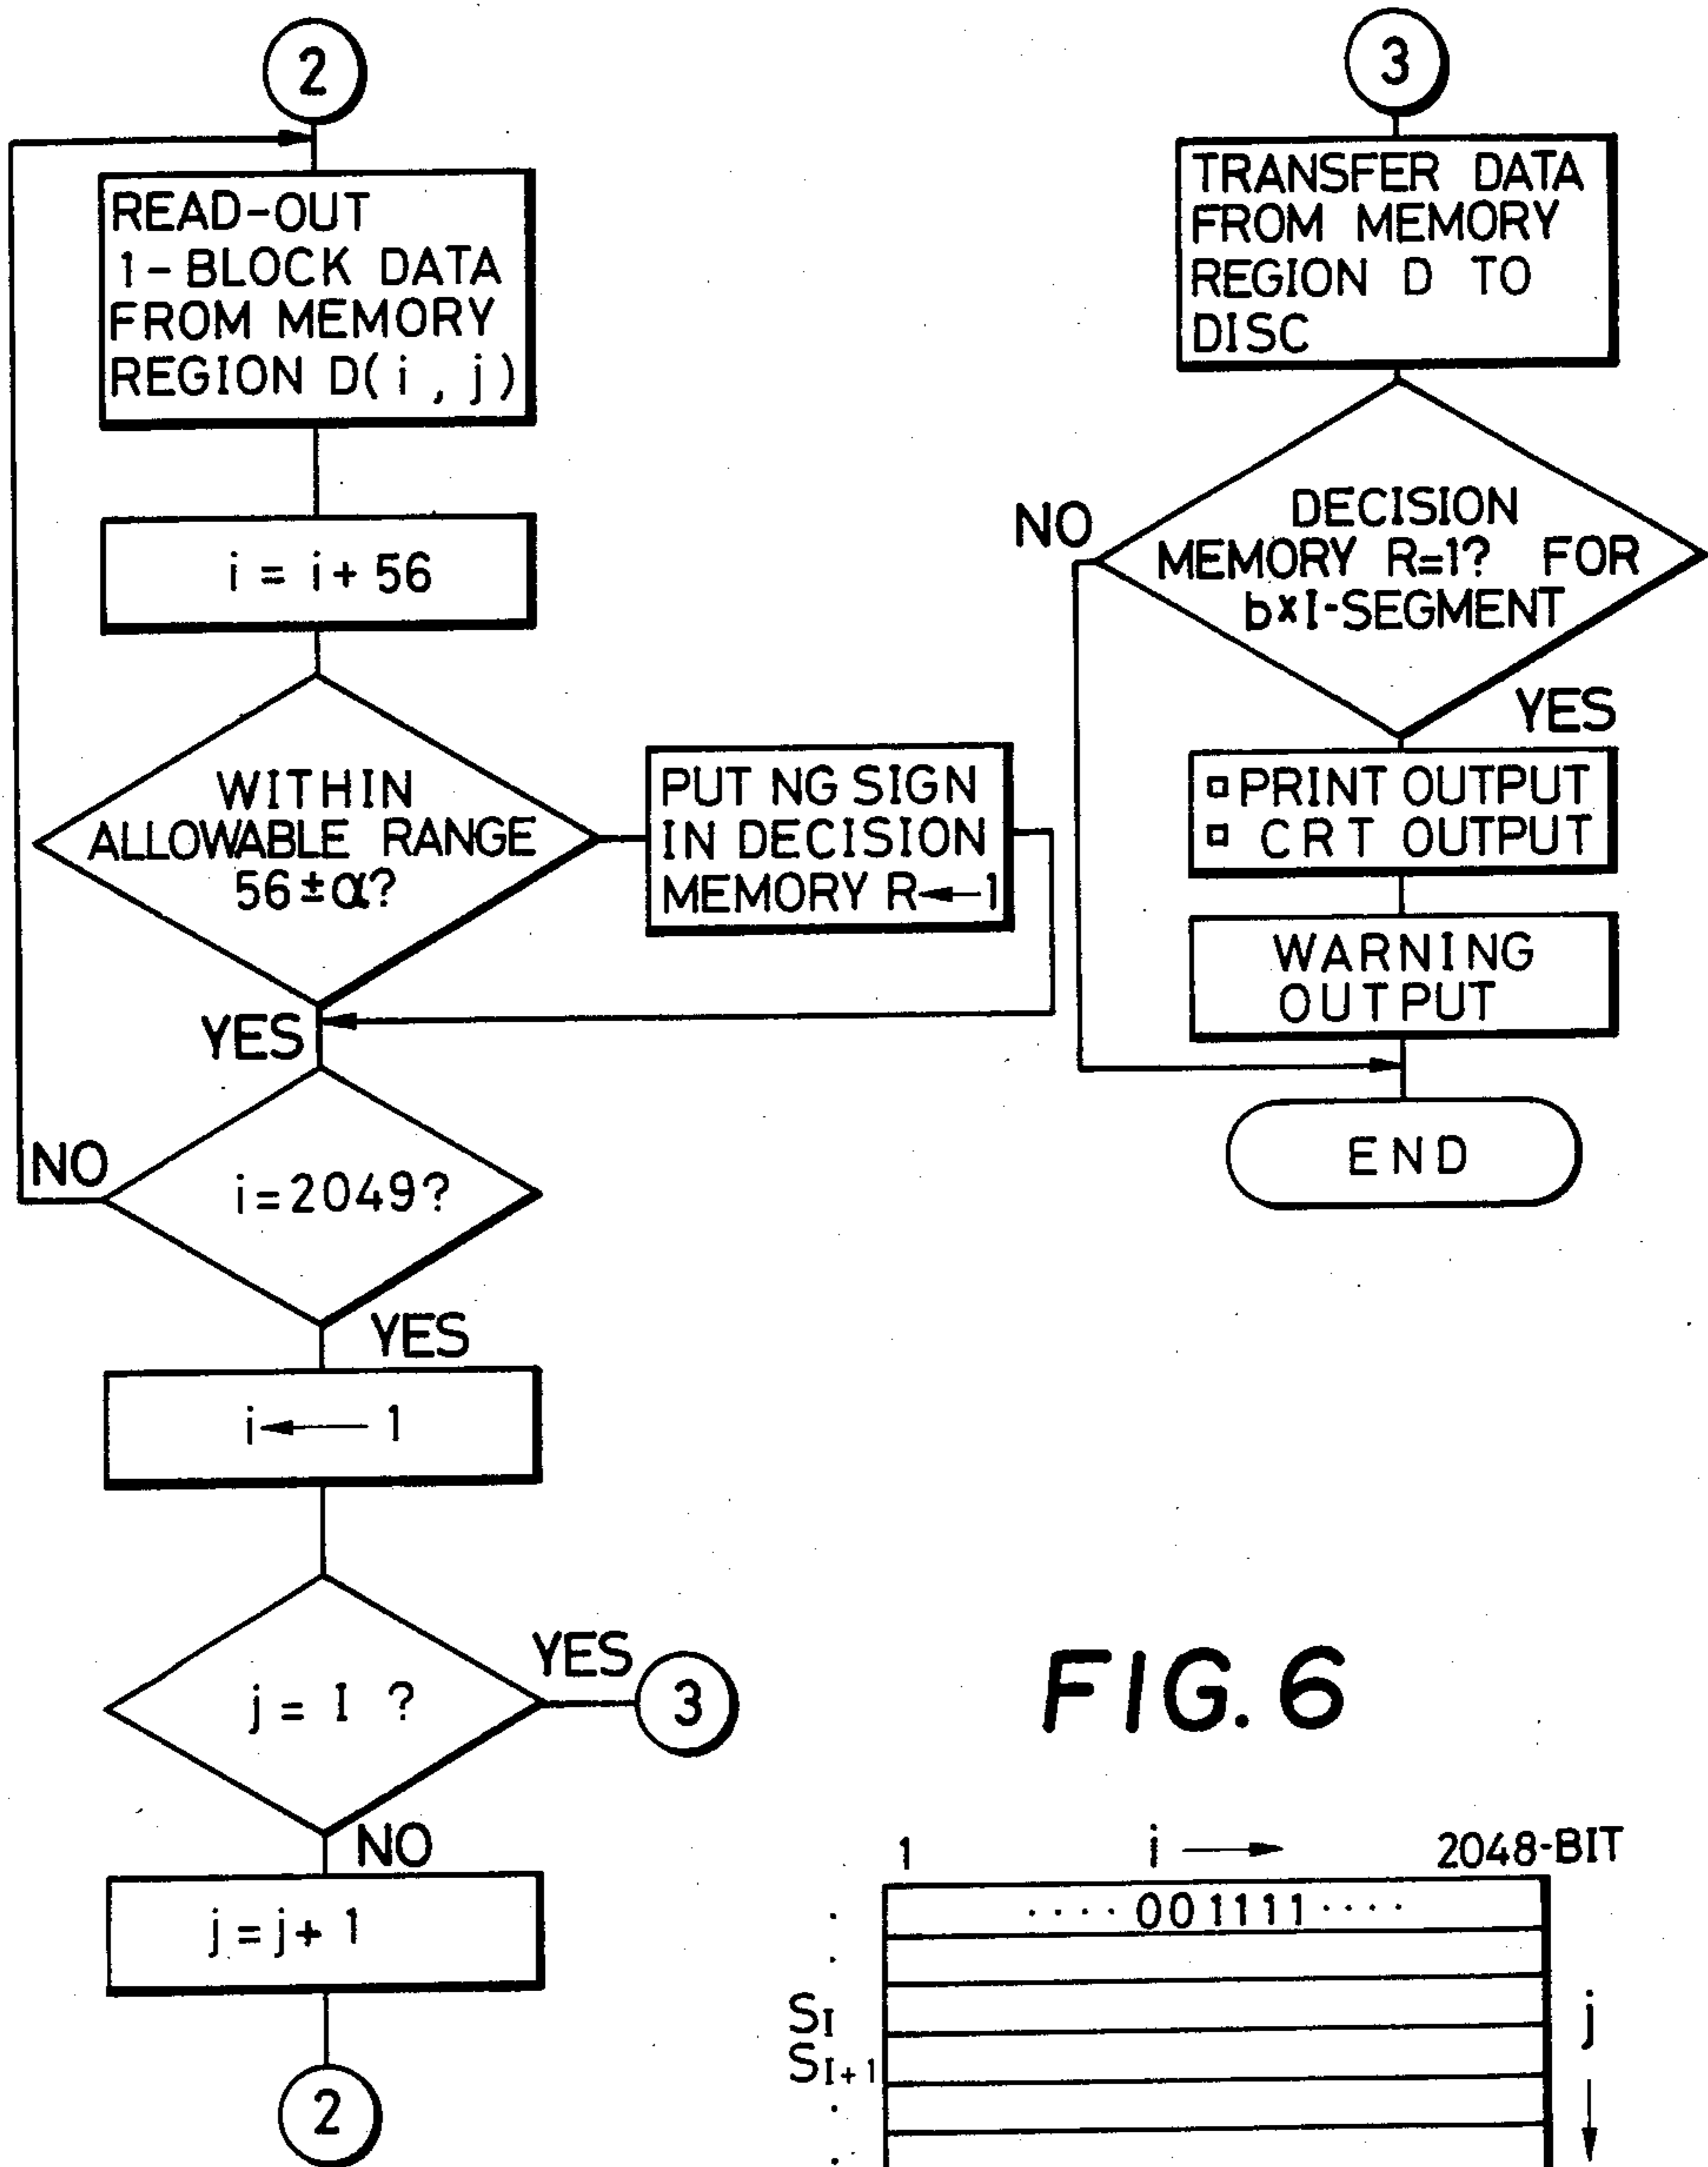 2
READ-OUT
1-BLOCK DATA
FROM MEMORY
REGION D(i, j)
i = i + 56
WITHIN
ALLOWABLE RANGE
56 ± α?
PUT NG SIGN
IN DECISION
MEMORY R←1
YES
i=2049?
NO
YES
i ← 1
j = I ?
YES
3
NO
j = j + 1
2
3
TRANSFER DATA
FROM MEMORY
REGION D TO
DISC
DECISION
MEMORY R=1? FOR
b×I-SEGMENT
NO
YES
▫ PRINT OUTPUT
▫ CRT OUTPUT
WARNING
OUTPUT
END
FIG. 6
1 i → 2048-BIT
····001111····
SI
SI+1
j
↓